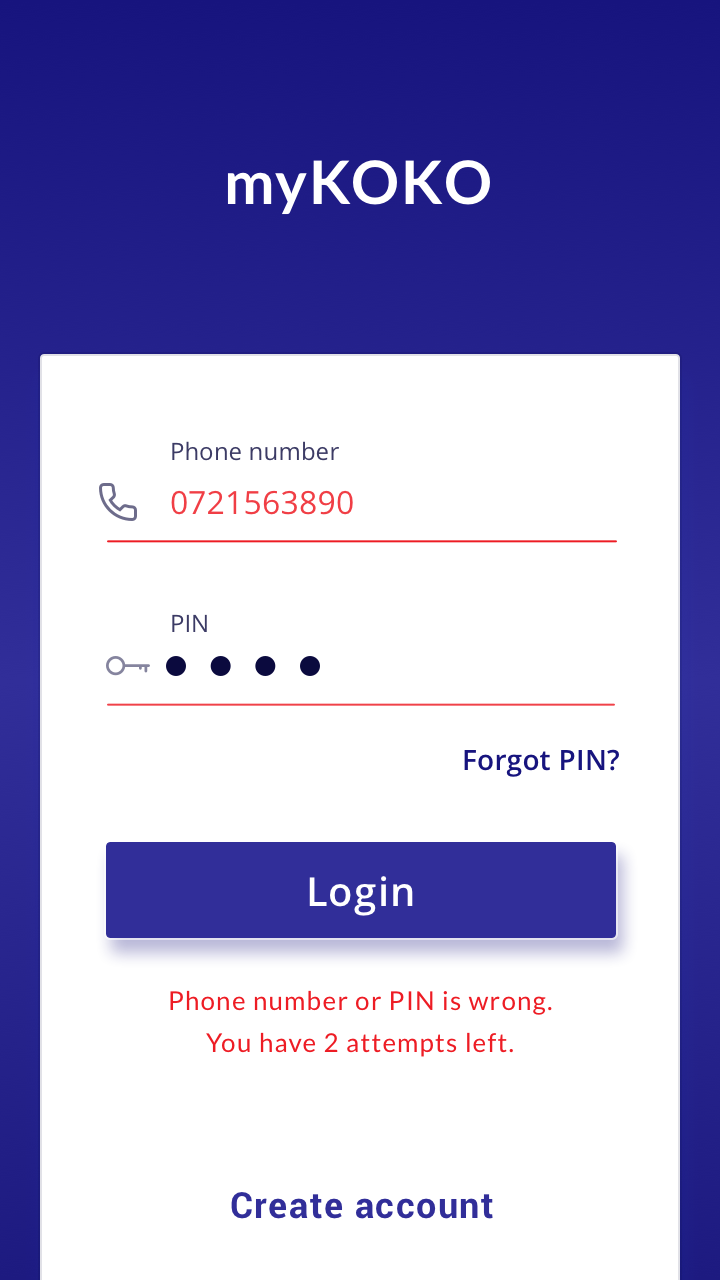 myKOKO
Phone number
0721563890
PIN
Forgot PIN?
Login
Phone number or PIN is wrong.
You have 2 attempts left.
Create account